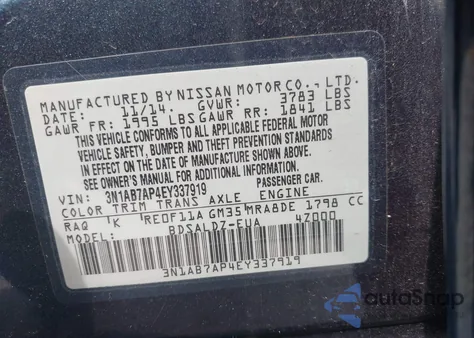 MANUFACTURED BY NISSAN MOTOR CO., LTD.
DATE: 11/14. GVWR: 3783 LBS
GAWR FR: 1995 LBS GAWR RR: 1841 LBS
THIS VEHICLE CONFORMS TO ALL APPLICABLE FEDERAL MOTOR
VEHICLE SAFETY, BUMPER AND THEFT PREVENTION STANDARDS
IN EFFECT ON THE DATE OF MANUFACTURE SHOWN ABOVE.
SEE OWNER'S MANUAL FOR ADDITIONAL INFORMATION.
VIN: 3N1AB7AP4EY337919 PASSENGER CAR.
COLOR TRIM TRANS AXLE ENGINE
RAQ K RE0F11A GM35 MRA8DE 1798 CC
MODEL: BDSALDZ-EUA 4Z000
3N1AB7AP4EY337919
autoSnap